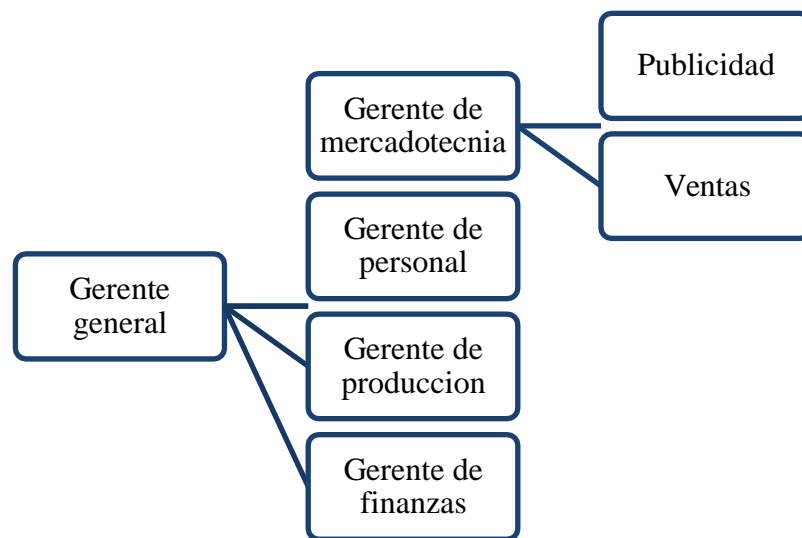 Publicidad
Gerente de
mercadotecnia
Ventas
Gerente de
personal
Gerente
general
Gerente de
produccion
Gerente de
finanzas